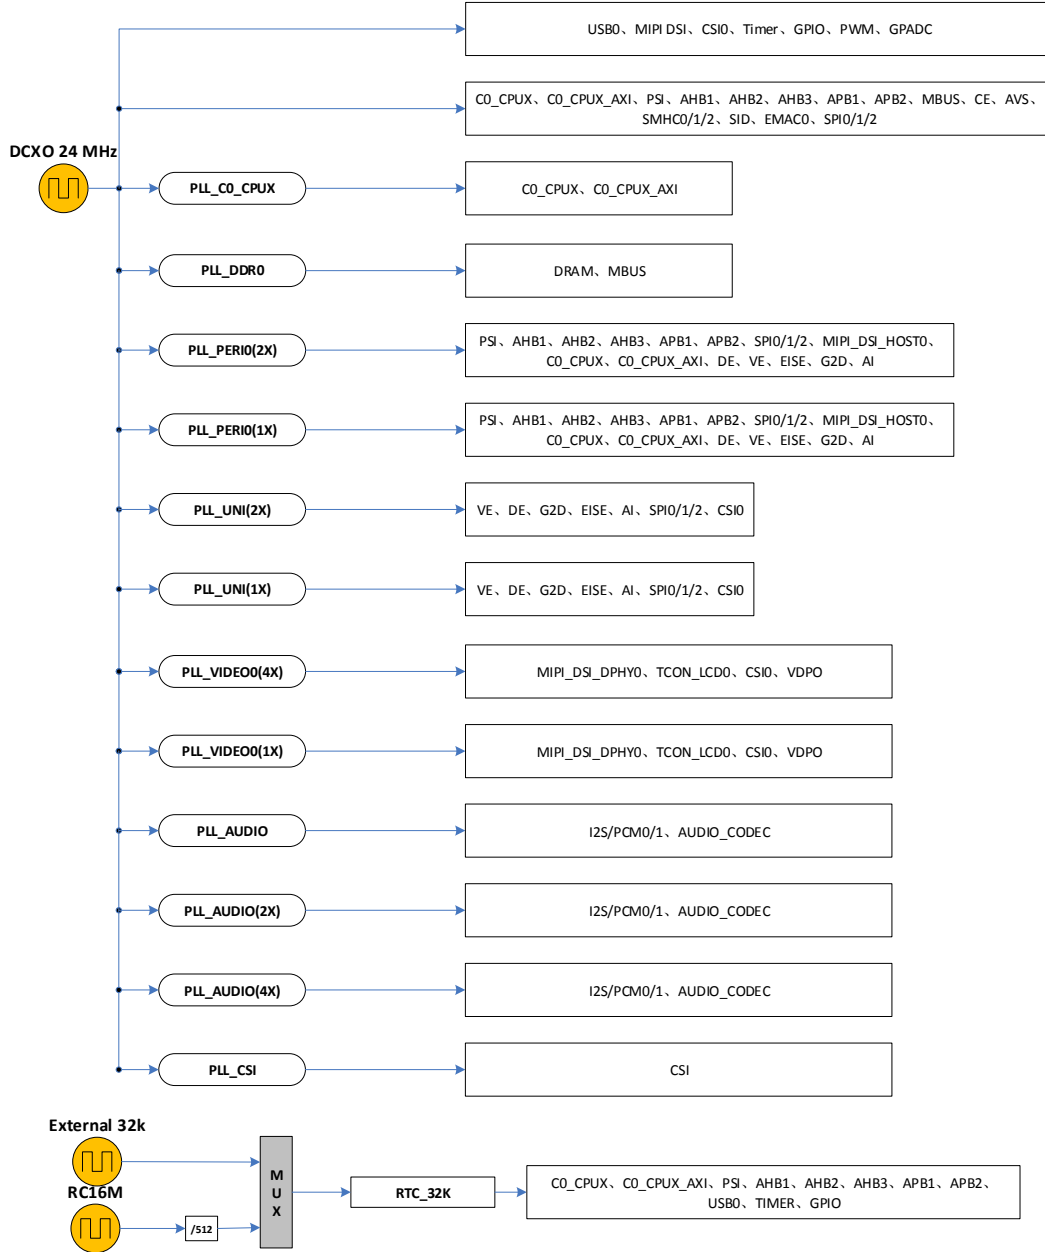 USB0、MIPI DSI、CSI0、Timer、GPIO、PWM、GPADC
C0_CPUX、C0_CPUX_AXI、PSI、AHB1、AHB2、AHB3、APB1、APB2、MBUS、CE、AVS、
SMHC0/1/2、SID、EMAC0、SPI0/1/2
DCXO 24 MHz
PLL_C0_CPUX
C0_CPUX、C0_CPUX_AXI
PLL_DDR0
DRAM、MBUS
PLL_PERI0(2X)
PSI、AHB1、AHB2、AHB3、APB1、APB2、SPI0/1/2、MIPI_DSI_HOST0、
C0_CPUX、C0_CPUX_AXI、DE、VE、EISE、G2D、AI
PLL_PERI0(1X)
PSI、AHB1、AHB2、AHB3、APB1、APB2、SPI0/1/2、MIPI_DSI_HOST0、
C0_CPUX、C0_CPUX_AXI、DE、VE、EISE、G2D、AI
PLL_UNI(2X)
VE、DE、G2D、EISE、AI、SPI0/1/2、CSI0
PLL_UNI(1X)
VE、DE、G2D、EISE、AI、SPI0/1/2、CSI0
PLL_VIDEO0(4X)
MIPI_DSI_DPHY0、TCON_LCD0、CSI0、VDPO
PLL_VIDEO0(1X)
MIPI_DSI_DPHY0、TCON_LCD0、CSI0、VDPO
PLL_AUDIO
I2S/PCM0/1、AUDIO_CODEC
PLL_AUDIO(2X)
I2S/PCM0/1、AUDIO_CODEC
PLL_AUDIO(4X)
I2S/PCM0/1、AUDIO_CODEC
PLL_CSI
CSI
External 32k
RC16M
/512
M
U
X
RTC_32K
C0_CPUX、C0_CPUX_AXI、PSI、AHB1、AHB2、AHB3、APB1、APB2、
USB0、TIMER、GPIO